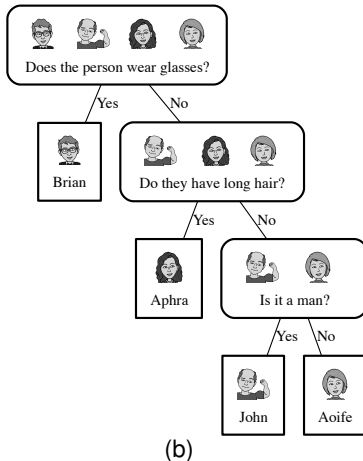 Does the person wear glasses?
Yes
No
Brian
Do they have long hair?
Yes
No
Aphra
Is it a man?
Yes
No
John
Aoife
(b)